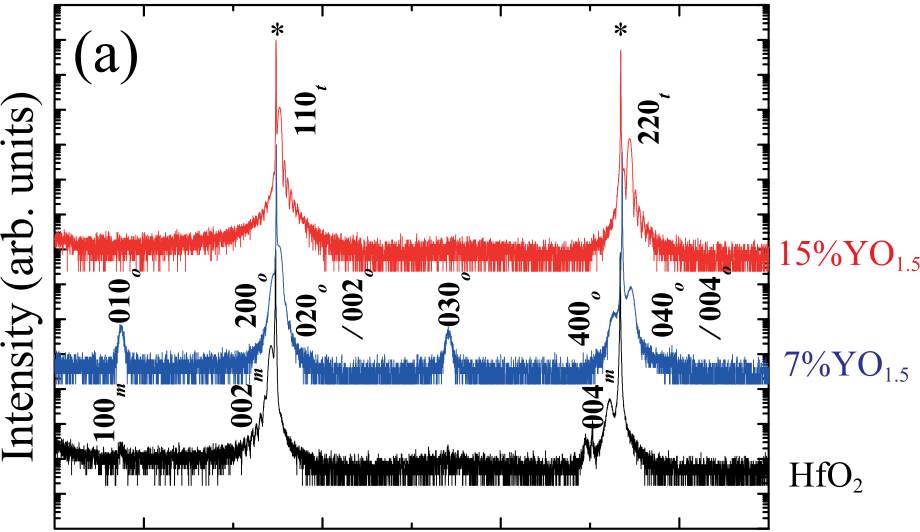 (a)
*
*
Intensity (arb. units)
110t
220t
15%YO1.5
010o
200o
020o
/ 002o
030o
400o
040o
/ 004o
7%YO1.5
100m
002m
004m
HfO2